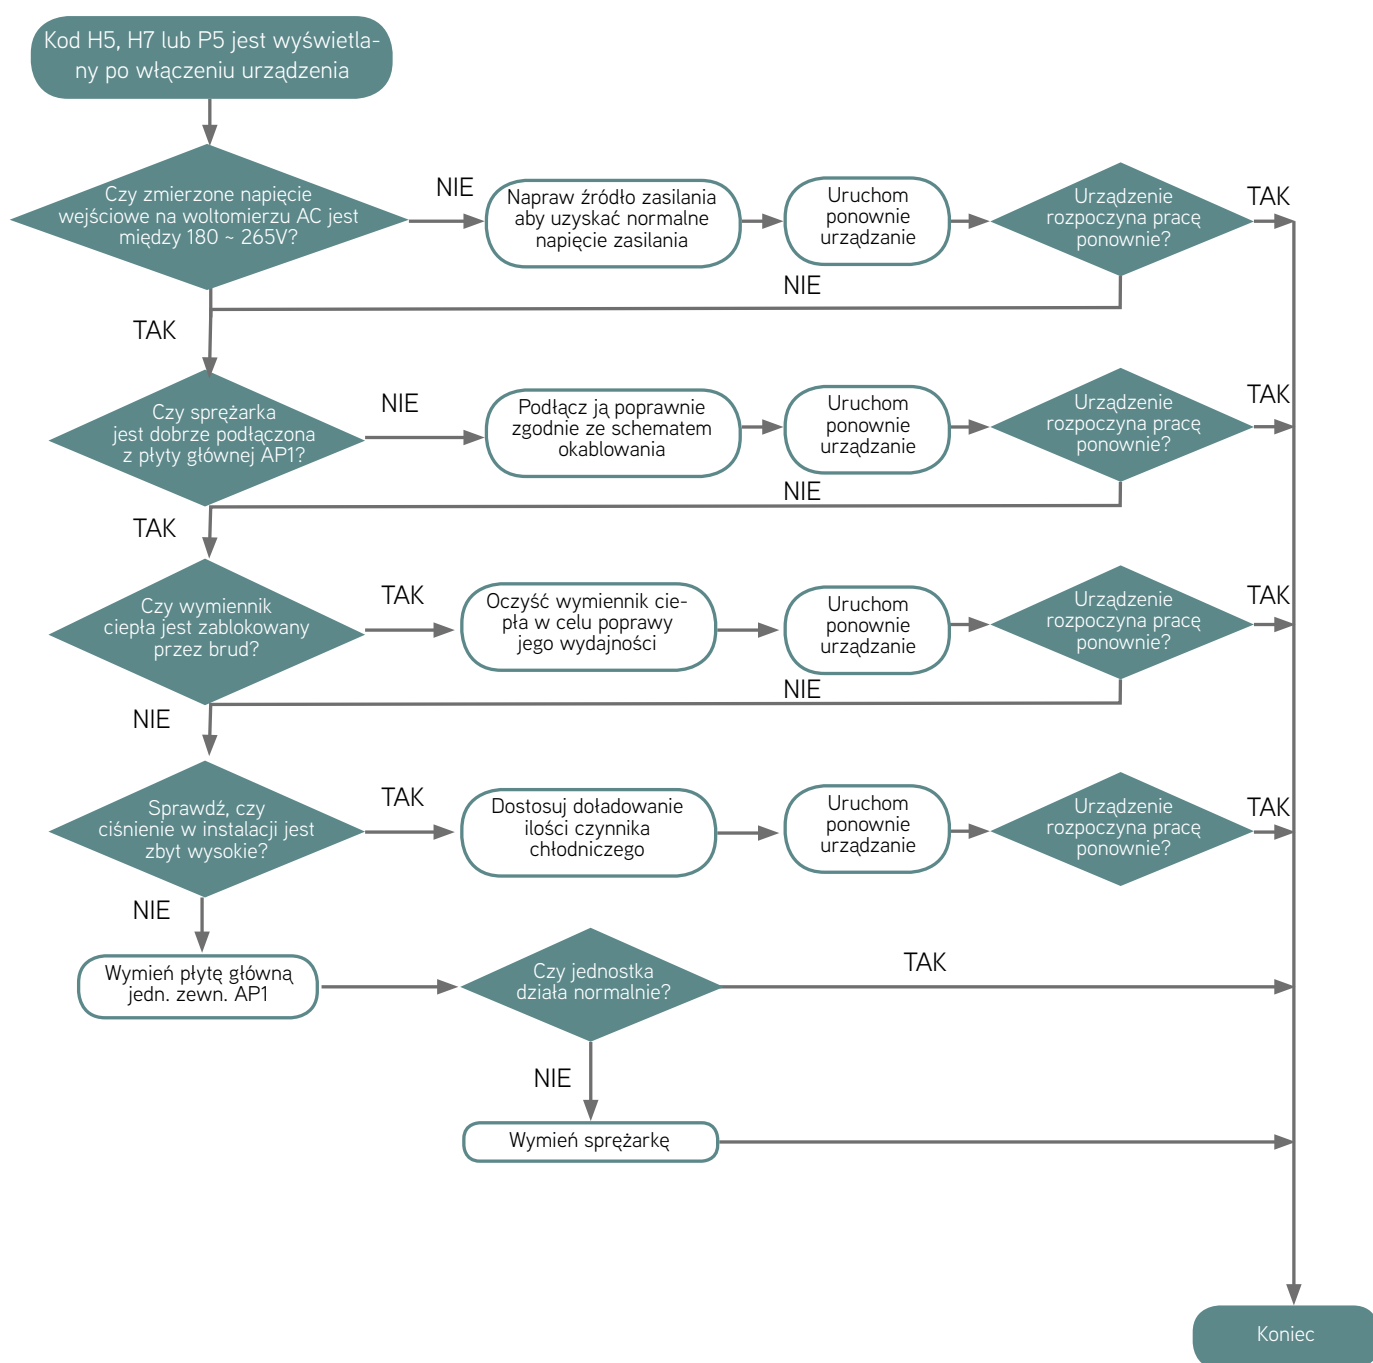 Kod H5, H7 lub P5 jest wyświetla-
ny po włączeniu urządzenia
Czy zmierzone napięcie
wejściowe na woltomierzu AC jest
między 180 ~ 265V?
NIE
Napraw źródło zasilania
aby uzyskać normalne
napięcie zasilania
Uruchom
ponownie
urządzanie
Urządzenie
rozpoczyna pracę
ponownie?
TAK
NIE
TAK
Czy sprężarka
jest dobrze podłączona
z płyty głównej AP1?
NIE
Podłącz ją poprawnie
zgodnie ze schematem
okablowania
Uruchom
ponownie
urządzanie
Urządzenie
rozpoczyna pracę
ponownie?
TAK
NIE
TAK
Czy wymiennik
ciepła jest zablokowany
przez brud?
TAK
Oczyść wymiennik cie-
pła w celu poprawy
jego wydajności
Uruchom
ponownie
urządzanie
Urządzenie
rozpoczyna pracę
ponownie?
TAK
NIE
NIE
Sprawdź, czy
ciśnienie w instalacji jest
zbyt wysokie?
TAK
Dostosuj doładowanie
ilości czynnika
chłodniczego
Uruchom
ponownie
urządzanie
Urządzenie
rozpoczyna pracę
ponownie?
TAK
NIE
Wymień płytę główną
jedn. zewn. AP1
Czy jednostka
działa normalnie?
TAK
NIE
Wymień sprężarkę
Koniec